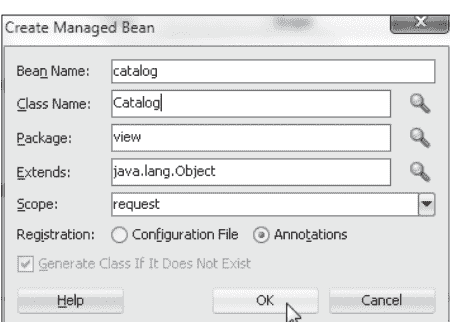 Create Managed Bean
Bean Name: catalog
Class Name: Catalog
Package: view
Extends: java.lang.Object
Scope: request
Registration: Configuration File Annotations
Generate Class If It Does Not Exist
Help OK Cancel